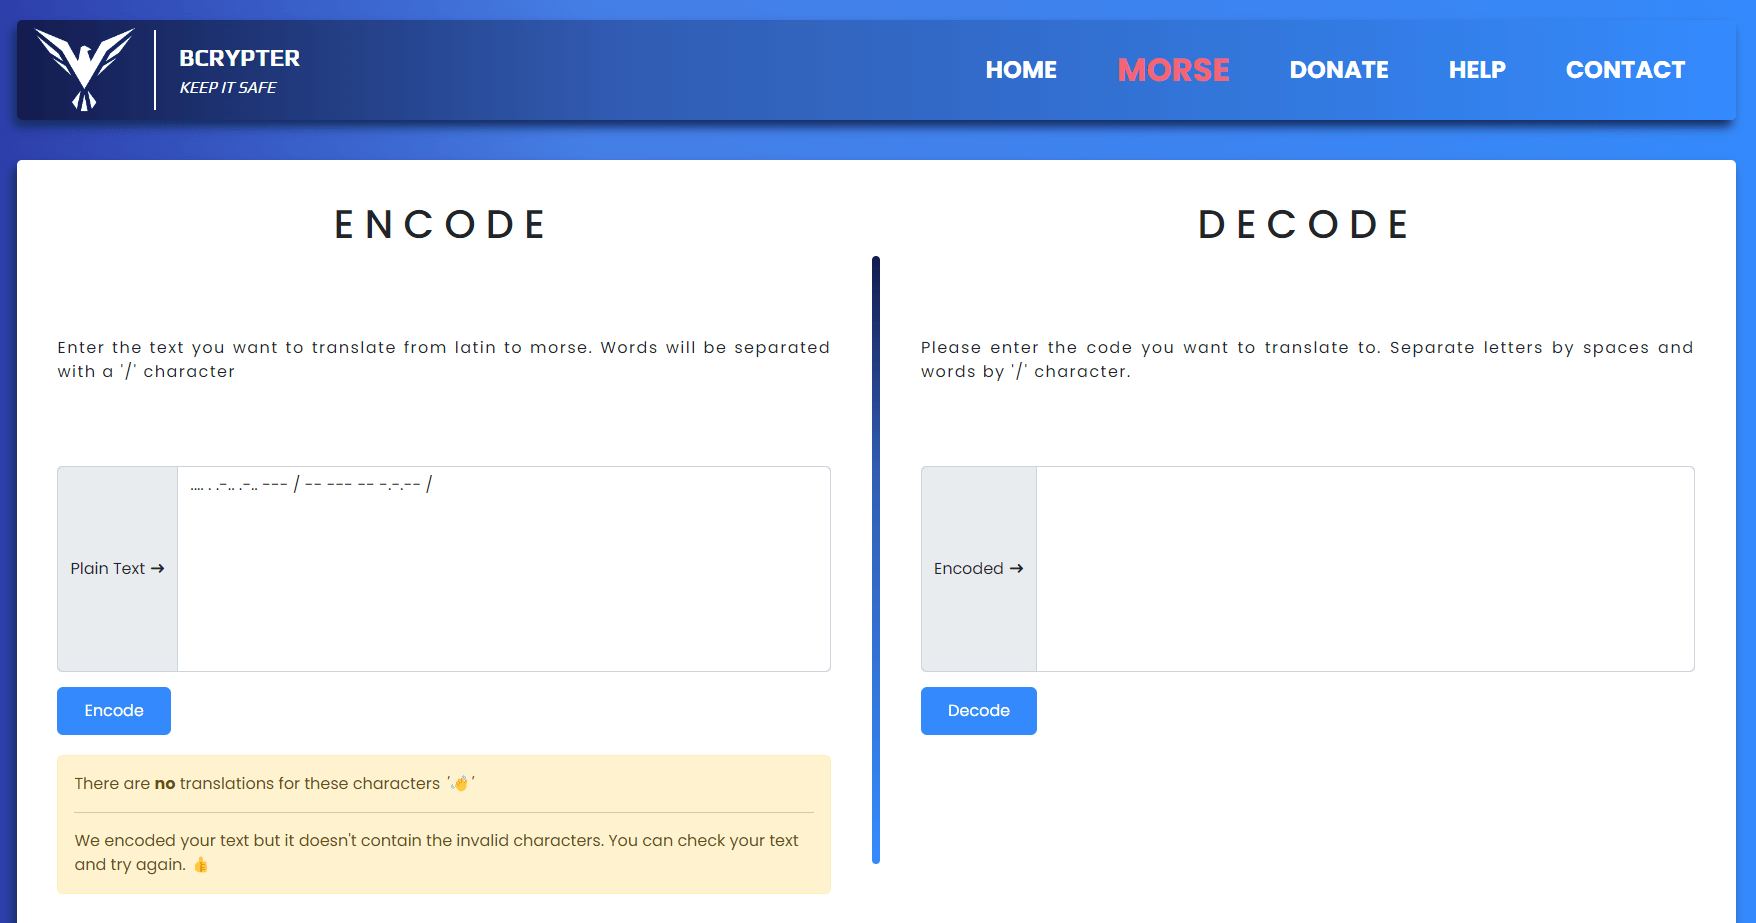 BCRYPTER
KEEP IT SAFE
HOME
MORSE
DONATE
HELP
CONTACT
ENCODE
Enter the text you want to translate from latin to morse. Words will be separated
with a '/' character
Plain Text →
.... . .-.. .-.. --- / -- --- -- -.-.-- /
Encode
There are no translations for these characters '👋'
We encoded your text but it doesn't contain the invalid characters. You can check your text
and try again. 👍
DECODE
Please enter the code you want to translate to. Separate letters by spaces and
words by '/' character.
Encoded →
Decode